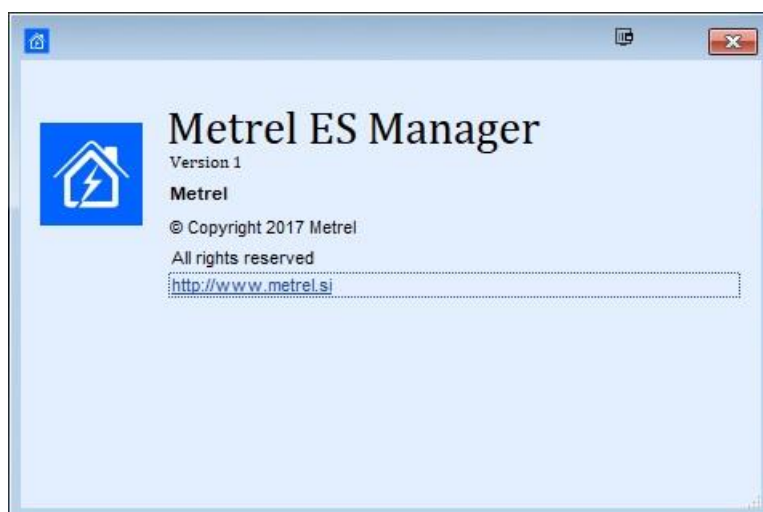 Metrel ES Manager
Version 1
Metrel
© Copyright 2017 Metrel
All rights reserved
http://www.metrel.si